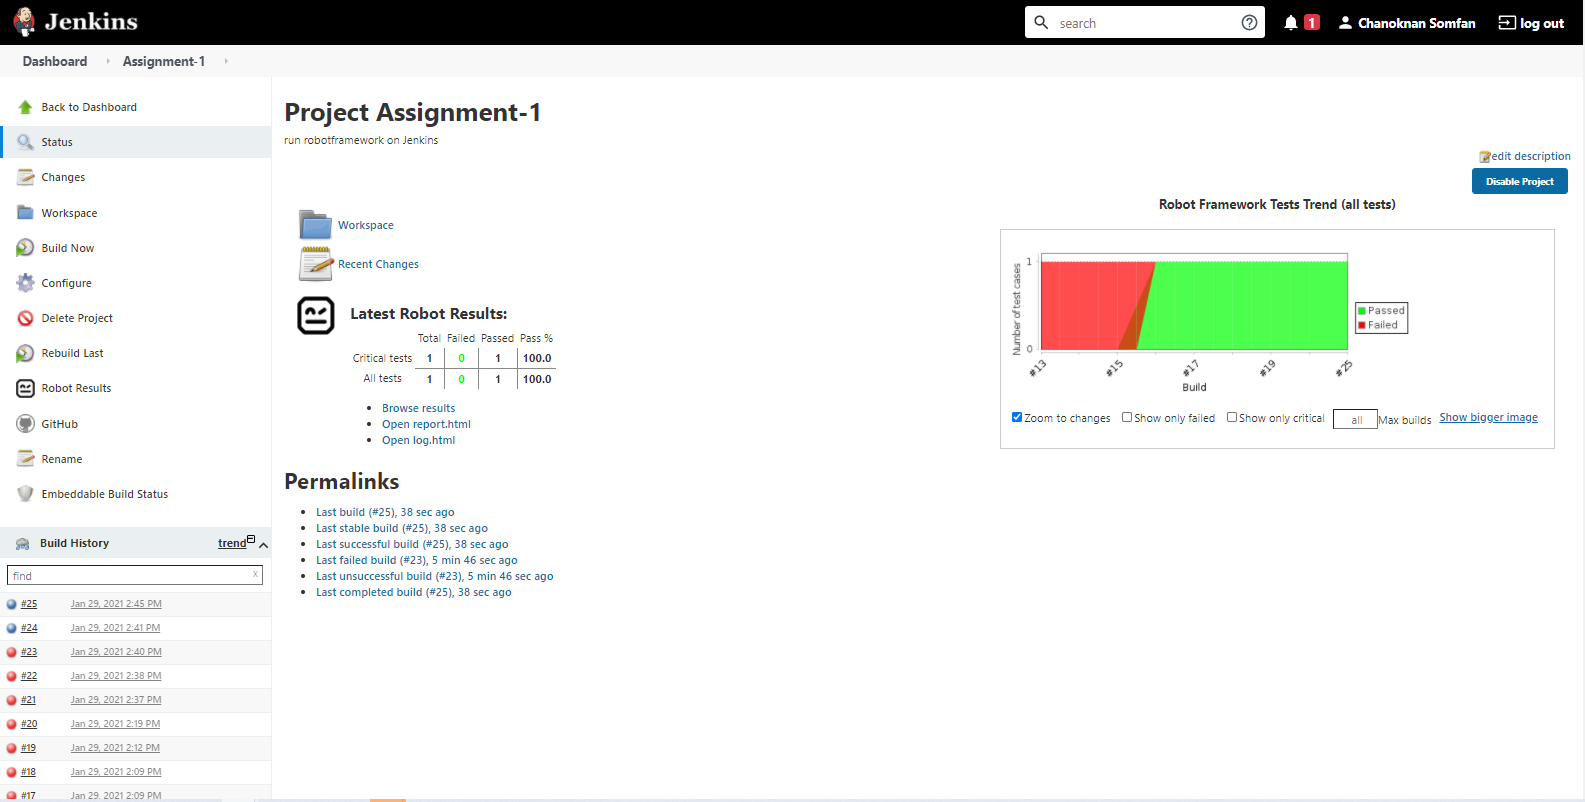 Jenkins
search
1
Chanoknan Somfan
log out
Dashboard
Assignment-1
Back to Dashboard
Status
Changes
Workspace
Build Now
Configure
Delete Project
Rebuild Last
Robot Results
GitHub
Rename
Embeddable Build Status
Build History
trend
find
x
#25 Jan 29, 2021 2:45 PM
#24 Jan 29, 2021 2:41 PM
#23 Jan 29, 2021 2:40 PM
#22 Jan 29, 2021 2:38 PM
#21 Jan 29, 2021 2:37 PM
#20 Jan 29, 2021 2:19 PM
#19 Jan 29, 2021 2:12 PM
#18 Jan 29, 2021 2:09 PM
#17 Jan 29, 2021 2:09 PM
Project Assignment-1
run robotframework on Jenkins
edit description
Disable Project
Workspace
Recent Changes
Latest Robot Results:
Total Failed Passed Pass %
Critical tests 1 0 1 100.0
All tests 1 0 1 100.0
Browse results
Open report.html
Open log.html
Permalinks
Last build (#25), 38 sec ago
Last stable build (#25), 38 sec ago
Last successful build (#25), 38 sec ago
Last failed build (#23), 5 min 46 sec ago
Last unsuccessful build (#23), 5 min 46 sec ago
Last completed build (#25), 38 sec ago
Robot Framework Tests Trend (all tests)
Number of test cases
1
0
#13 #15 #17 #19 #25
Build
Passed
Failed
Zoom to changes Show only failed Show only critical all Max builds Show bigger image